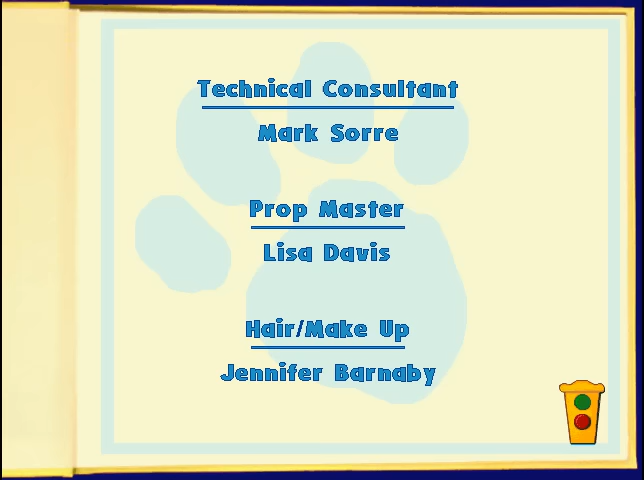 Technical Consultant
Mark Sorre
Prop Master
Lisa Davis
Hair/Make Up
Jennifer Barnaby